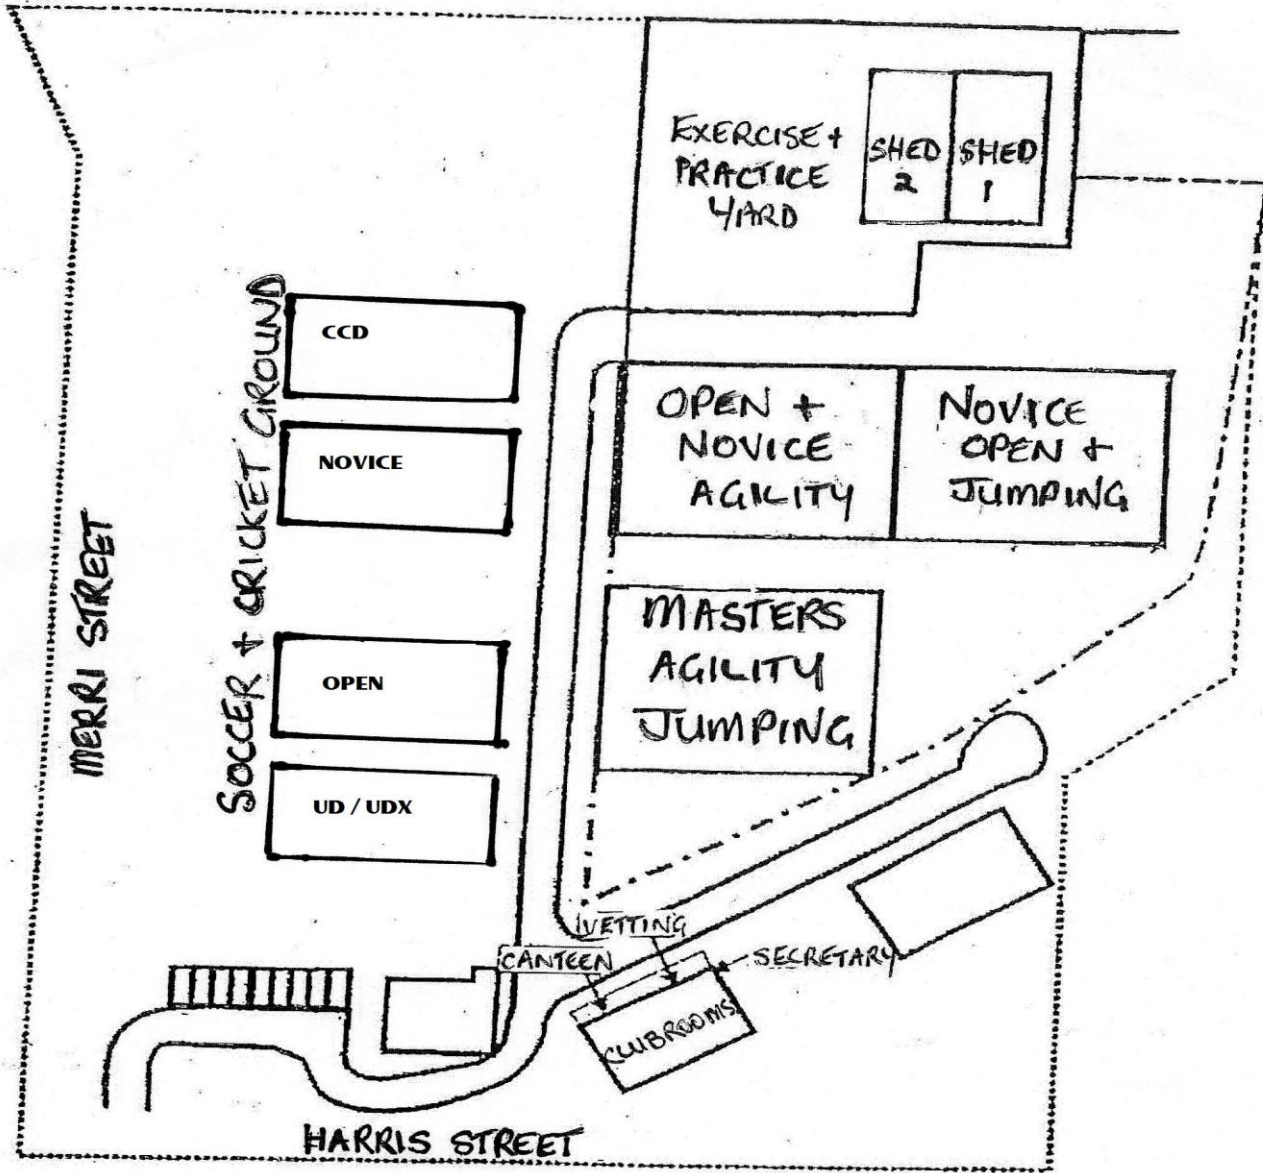 EXERCISE +
PRACTICE
YARD
SHED
2
SHED
1
CCD
NOVICE
OPEN
UD / UDX
SOCCER + CRICKET GROUND
MERRI STREET
OPEN +
NOVICE
AGILITY
NOVICE
OPEN +
JUMPING
MASTERS
AGILITY
JUMPING
VETTING
CANTEEN
SECRETARY
CLUBROOMS
HARRIS STREET